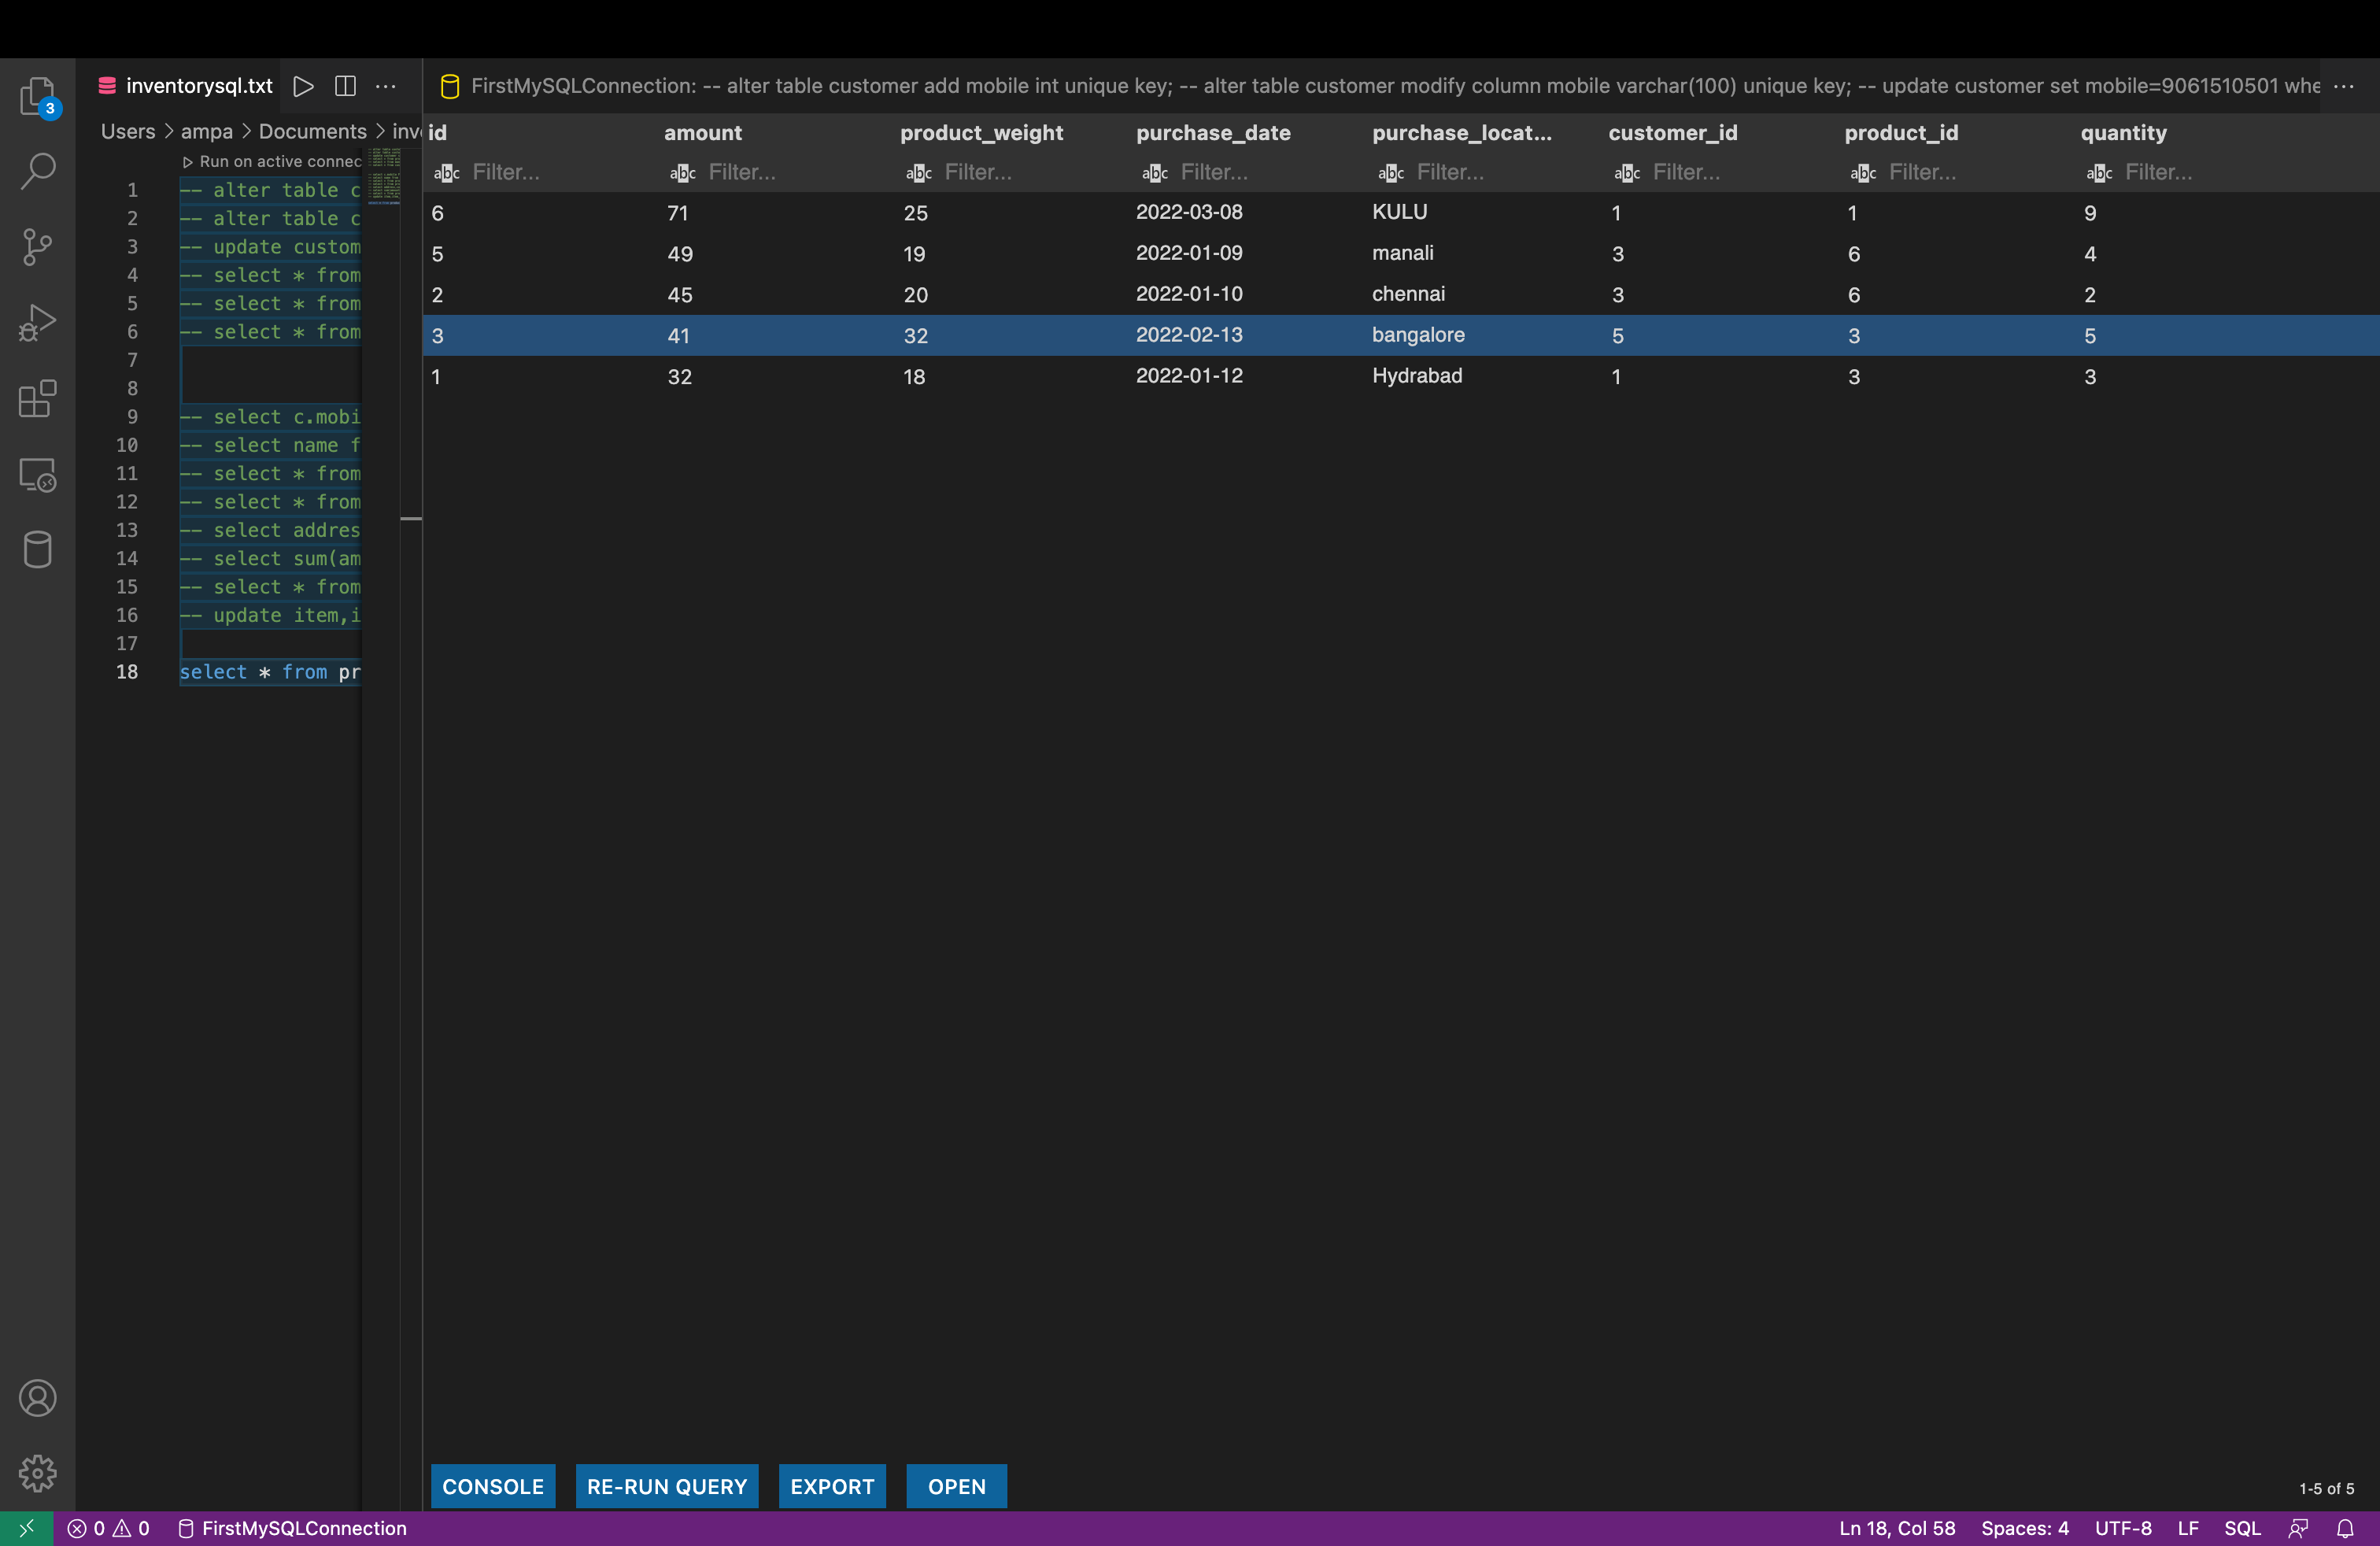 inventorysql.txt
FirstMySQLConnection: -- alter table customer add mobile int unique key; -- alter table customer modify column mobile varchar(100) unique key; -- update customer set mobile=9061510501 whe
Users > ampa > Documents > inv
Run on active connec
1 -- alter table c
2 -- alter table c
3 -- update custom
4 -- select * from
5 -- select * from
6 -- select * from
7
8
9 -- select c.mobi
10 -- select name f
11 -- select * from
12 -- select * from
13 -- select addres
14 -- select sum(am
15 -- select * from
16 -- update item,i
17
18 select * from pr
id amount product_weight purchase_date purchase_locat... customer_id product_id quantity
abc Filter... abc Filter... abc Filter... abc Filter... abc Filter... abc Filter... abc Filter... abc Filter...
6 71 25 2022-03-08 KULU 1 1 9
5 49 19 2022-01-09 manali 3 6 4
2 45 20 2022-01-10 chennai 3 6 2
3 41 32 2022-02-13 bangalore 5 3 5
1 32 18 2022-01-12 Hydrabad 1 3 3
3
CONSOLE RE-RUN QUERY EXPORT OPEN
1-5 of 5
0 0 FirstMySQLConnection
Ln 18, Col 58 Spaces: 4 UTF-8 LF SQL